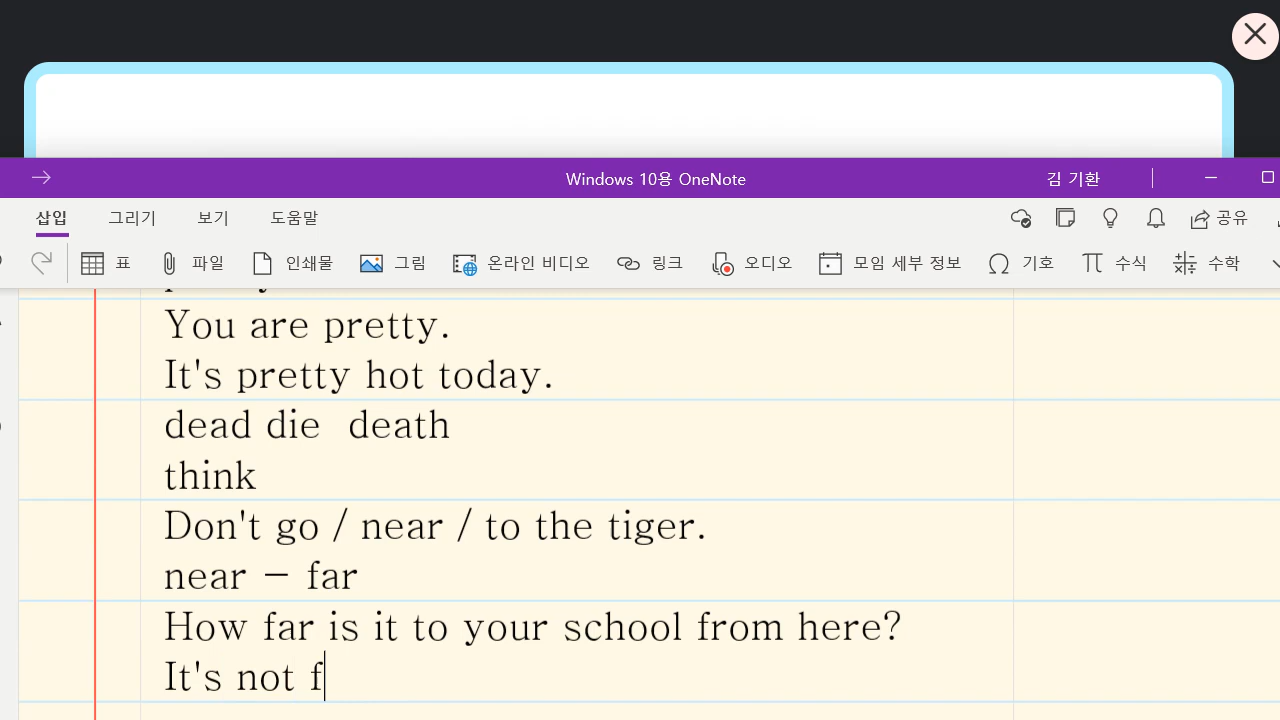 Windows 10용 OneNote
김 기환
삽입 그리기 보기 도움말 공유
표 파일 인쇄물 그림 온라인 비디오 링크 오디오 모임 세부 정보 기호 수식 수학
You are pretty.
It's pretty hot today.
dead die death
think
Don't go / near / to the tiger.
near - far
How far is it to your school from here?
It's not f